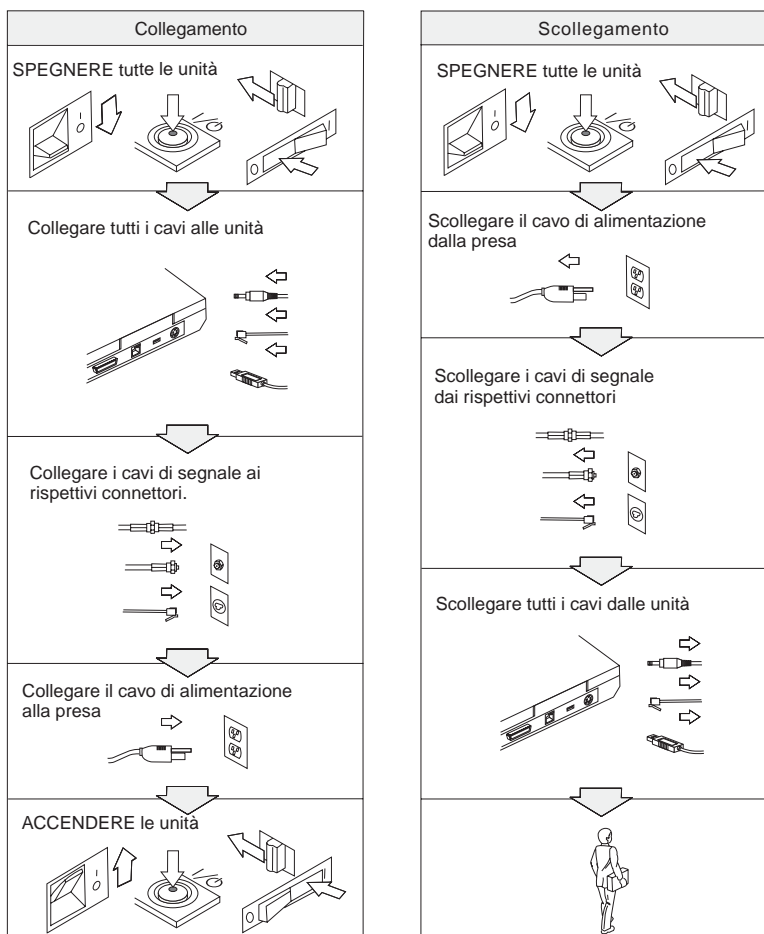 Collegamento
SPEGNERE tutte le unità
Collegare tutti i cavi alle unità
Collegare i cavi di segnale ai
rispettivi connettori.
Collegare il cavo di alimentazione
alla presa
ACCENDERE le unità
Scollegamento
SPEGNERE tutte le unità
Scollegare il cavo di alimentazione
dalla presa
Scollegare i cavi di segnale
dai rispettivi connettori
Scollegare tutti i cavi dalle unità